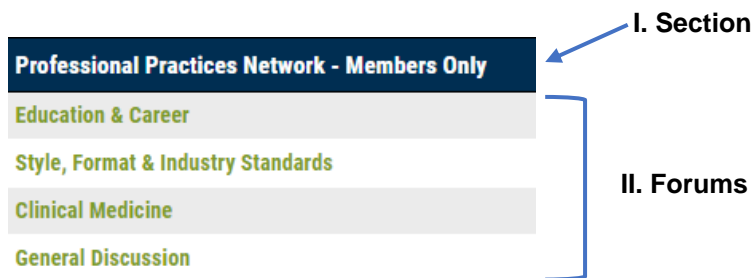 I. Section
Professional Practices Network - Members Only
Education & Career
Style, Format & Industry Standards
Clinical Medicine
General Discussion
II. Forums